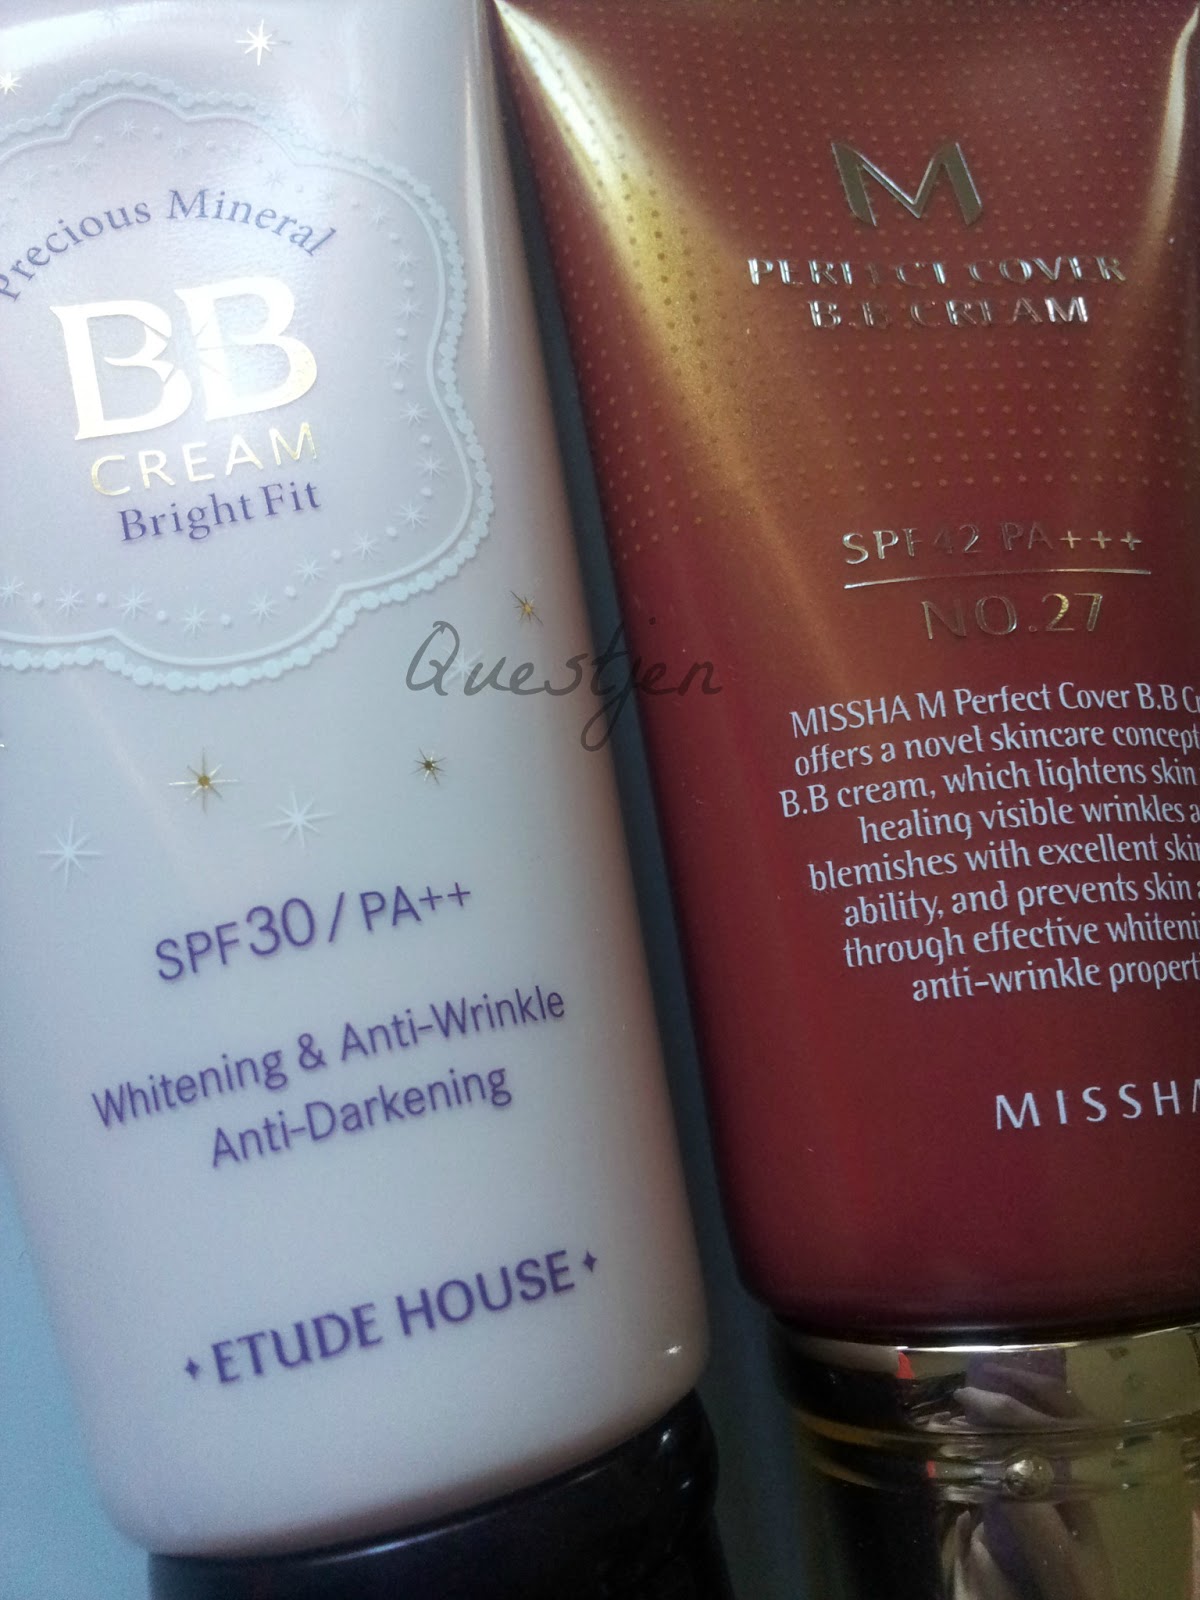 Precious Mineral
BB
CREAM
Bright Fit
SPF30 / PA++
Whitening & Anti-Wrinkle
Anti-Darkening
ETUDE HOUSE
M
PERFECT COVER
B.B CREAM
SPF42 PA+++
NO.27
MISSHA M Perfect Cover B.B
offers a novel skincare concept
B.B cream, which lightens skin
healing visible wrinkles
blemishes with excellent
ability, and prevents skin
through effective
anti-wrinkle
MISSHA
Questjen